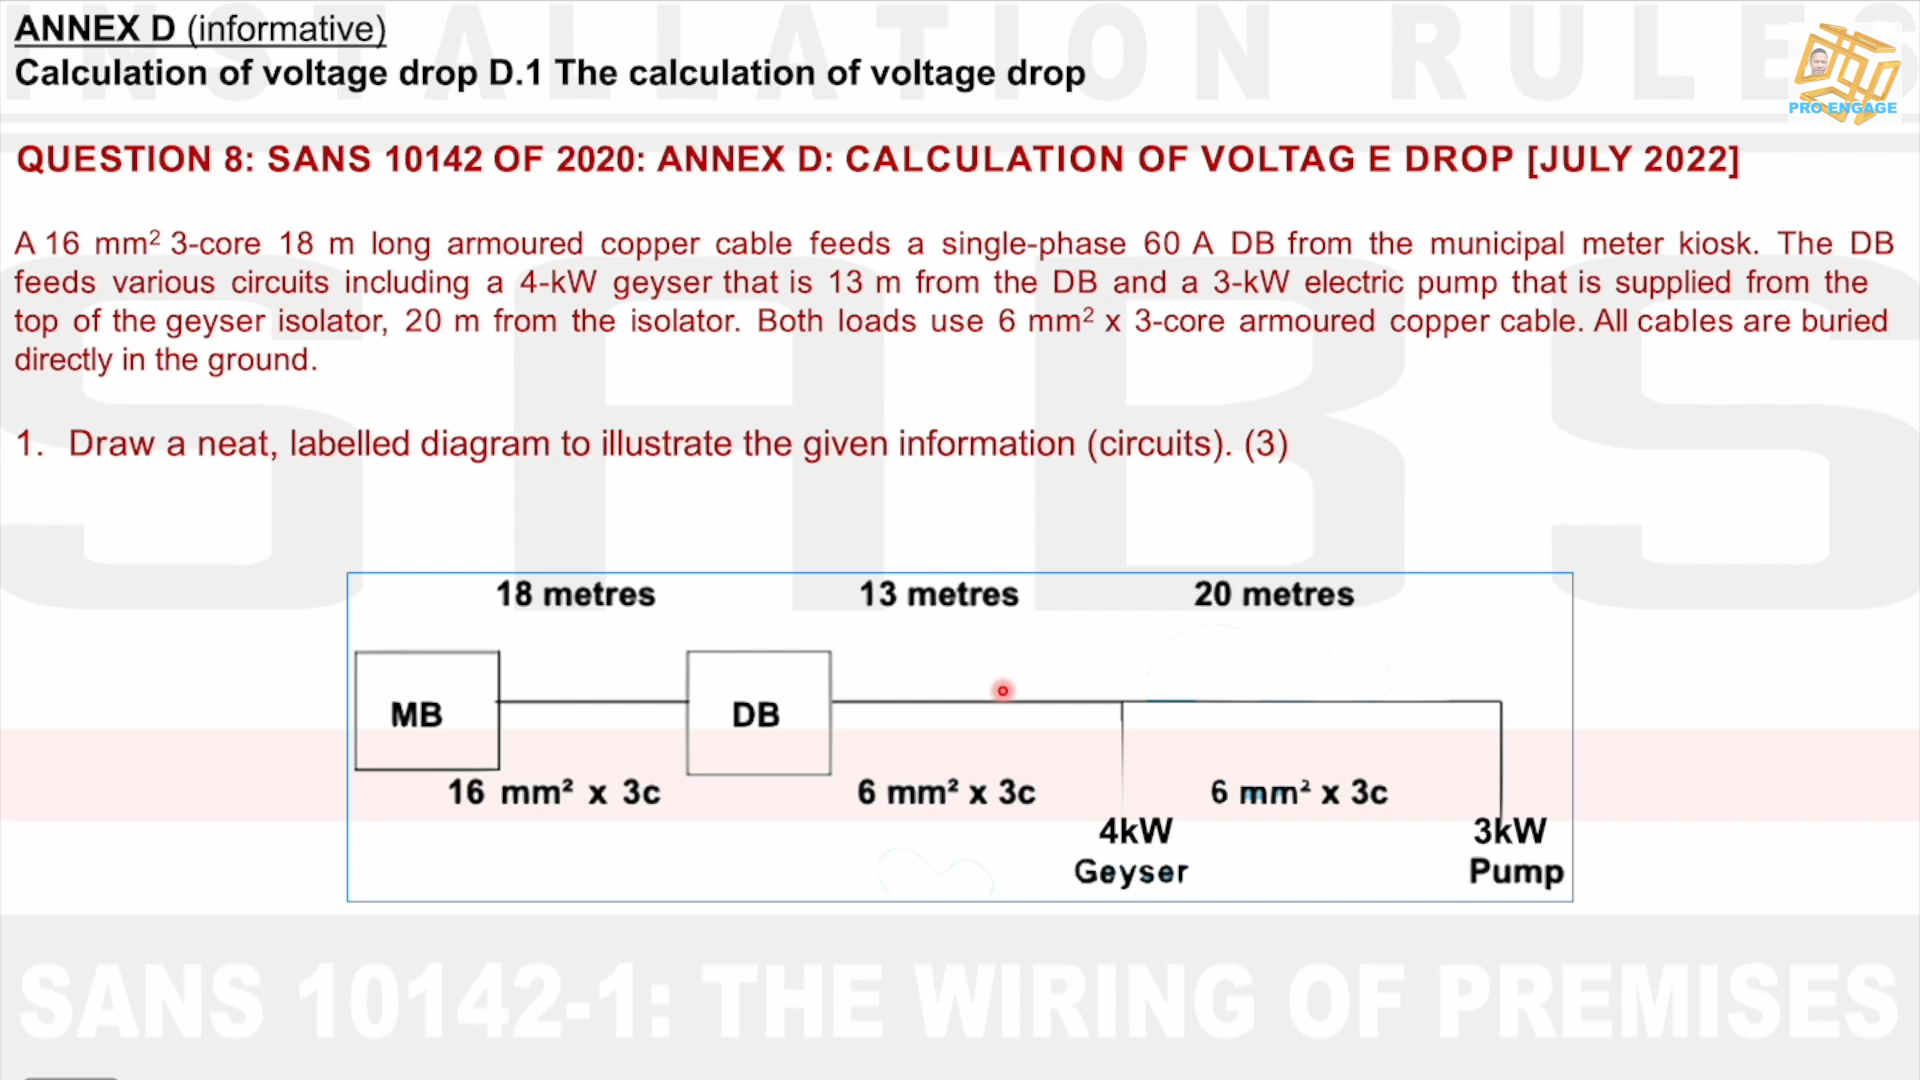 INSTALLATION RULES
ANNEX D (informative)
Calculation of voltage drop D.1 The calculation of voltage drop
PRO ENGAGE
QUESTION 8: SANS 10142 OF 2020: ANNEX D: CALCULATION OF VOLTAG E DROP [JULY 2022]
A 16 mm² 3-core 18 m long armoured copper cable feeds a single-phase 60 A DB from the municipal meter kiosk. The DB
feeds various circuits including a 4-kW geyser that is 13 m from the DB and a 3-kW electric pump that is supplied from the
top of the geyser isolator, 20 m from the isolator. Both loads use 6 mm² x 3-core armoured copper cable. All cables are buried
directly in the ground.
SABS
1. Draw a neat, labelled diagram to illustrate the given information (circuits). (3)
18 metres 13 metres 20 metres
MB DB
16 mm² x 3c 6 mm² x 3c 6 mm² x 3c
4kW 3kW
Geyser Pump
SANS 10142-1: THE WIRING OF PREMISES